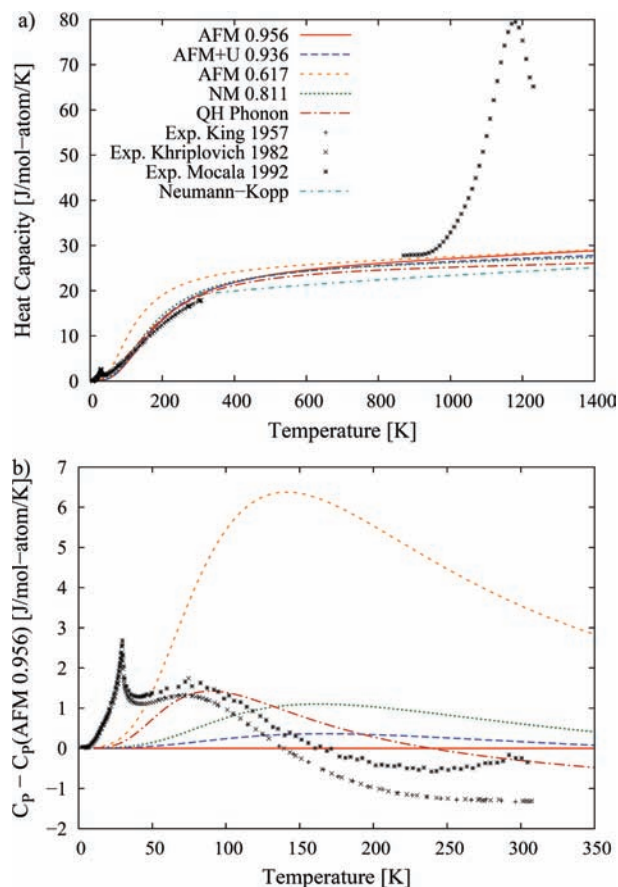 a)
80
70
60
50
40
30
20
10
0
Heat Capacity [J/mol−atom/K]
AFM 0.956
AFM+U 0.936
AFM 0.617
NM 0.811
QH Phonon
Exp. King 1957
Exp. Khriplovich 1982
Exp. Mocala 1992
Neumann−Kopp
0 200 400 600 800 1000 1200 1400
Temperature [K]
b)
7
6
5
4
3
2
1
0
−1
−2
C_P − C_P(AFM 0.956) [J/mol−atom/K]
0 50 100 150 200 250 300 350
Temperature [K]